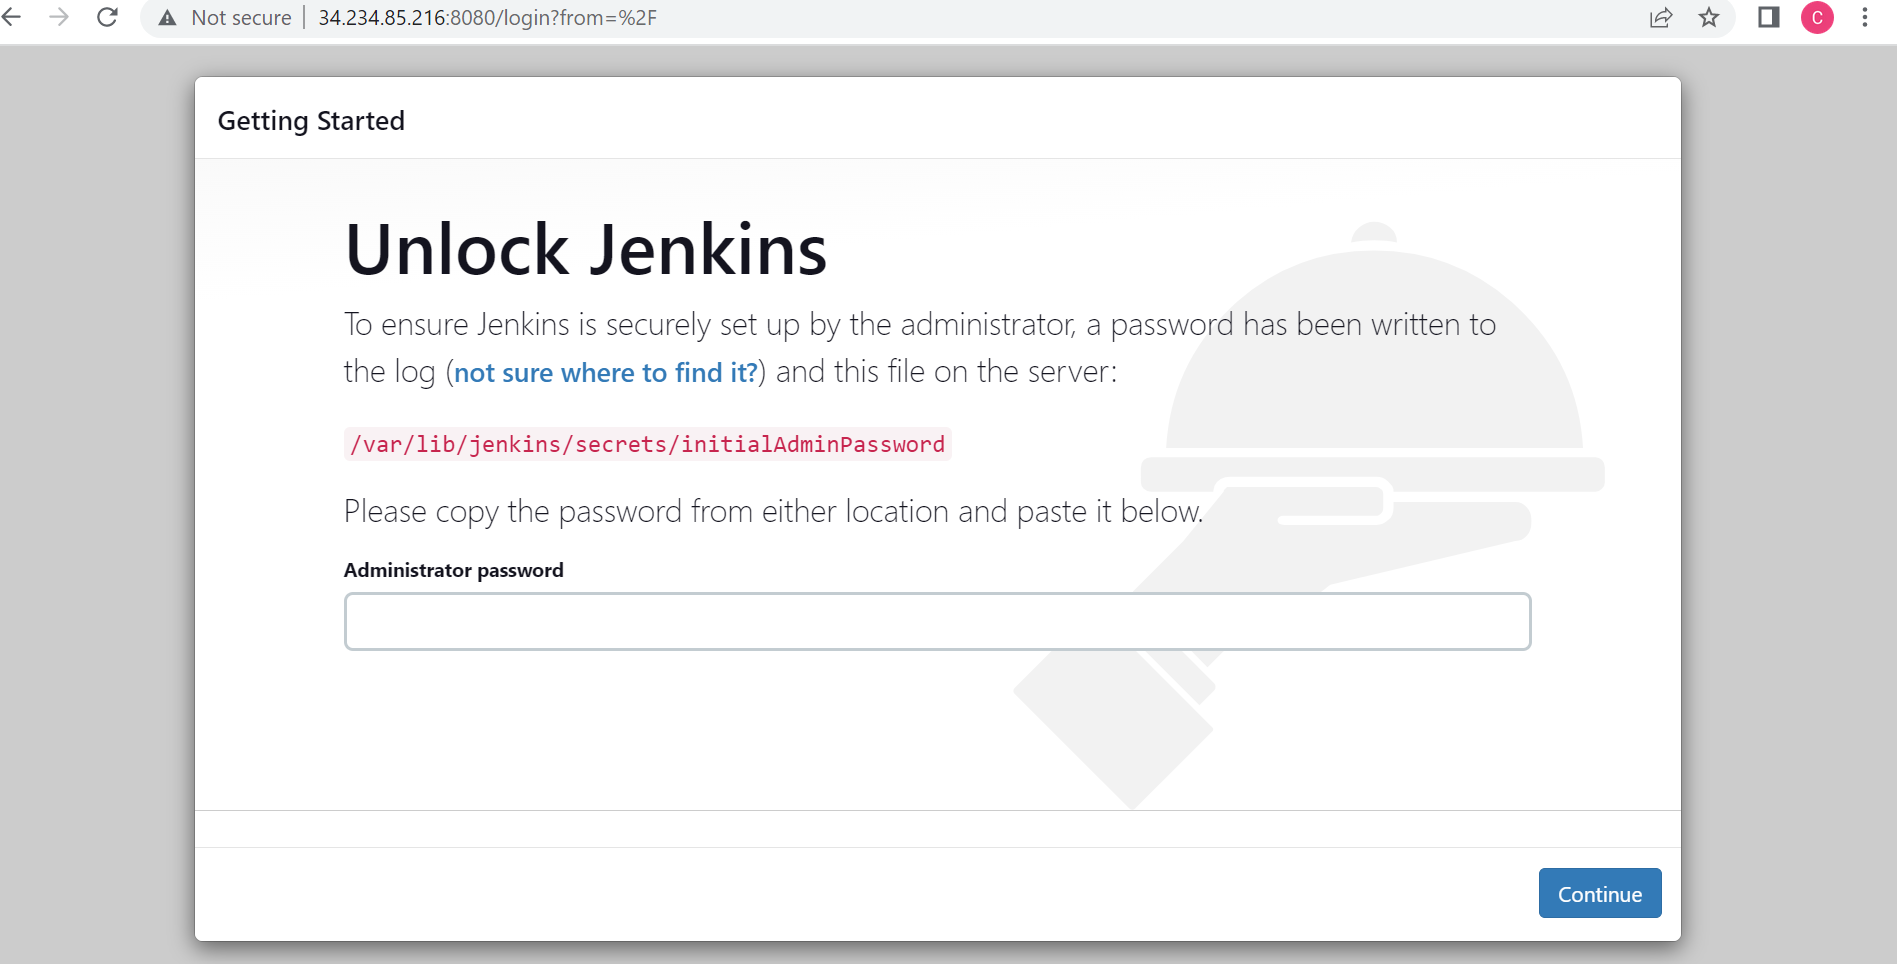 Not secure 34.234.85.216:8080/login?from=%2F
C
Getting Started
Unlock Jenkins
To ensure Jenkins is securely set up by the administrator, a password has been written to
the log (not sure where to find it?) and this file on the server:
/var/lib/jenkins/secrets/initialAdminPassword
Please copy the password from either location and paste it below.
Administrator password
Continue